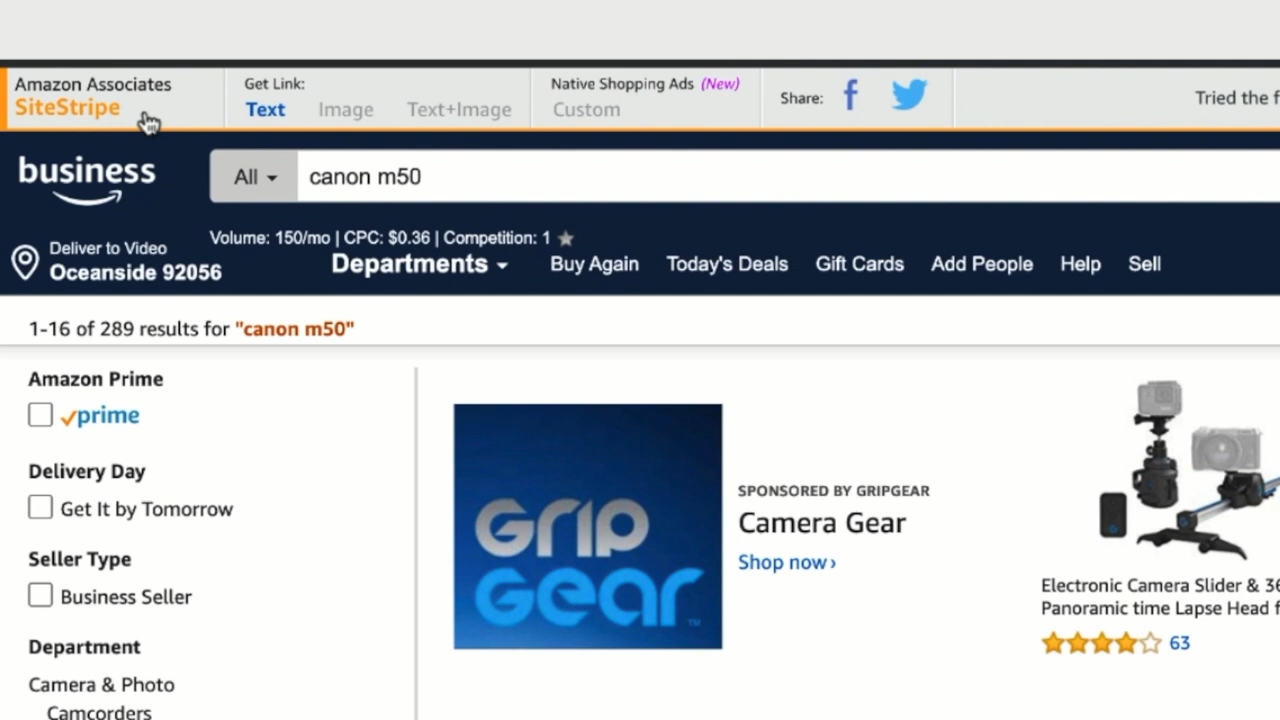 Amazon Associates
SiteStripe
Get Link:
Text Image Text+Image
Native Shopping Ads (New)
Custom
Share:
Tried the f
business
All
canon m50
Deliver to Video
Oceanside 92056
Volume: 150/mo | CPC: $0.36 | Competition: 1
Departments
Buy Again Today's Deals Gift Cards Add People Help Sell
1-16 of 289 results for "canon m50"
Amazon Prime
prime
Delivery Day
Get It by Tomorrow
Seller Type
Business Seller
Department
Camera & Photo
Camcorders
GRIP
GEAR™
SPONSORED BY GRIPGEAR
Camera Gear
Shop now ›
Electronic Camera Slider & 36
Panoramic time Lapse Head f
63